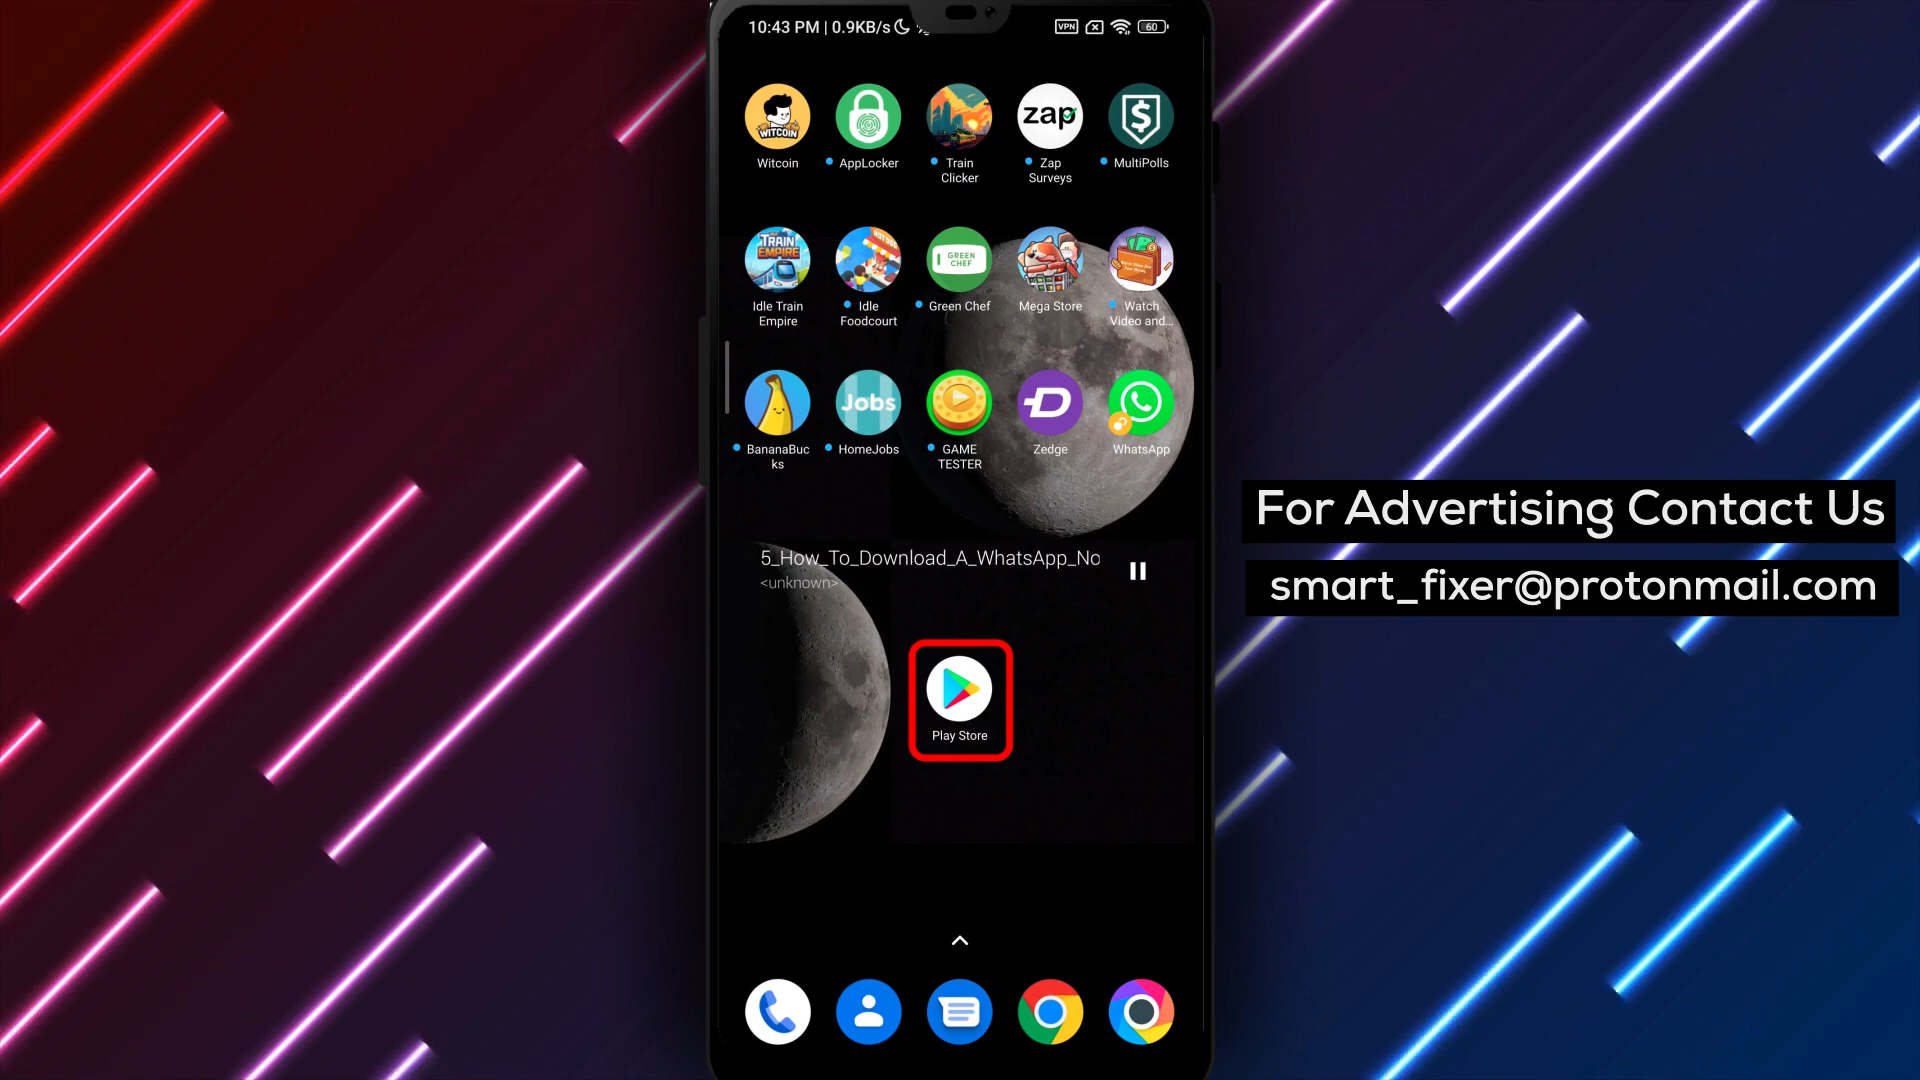 10:43 PM | 0.9KB/s
VPN
60
WITCOIN
zap
$
Witcoin
AppLocker
Train
Clicker
Zap
Surveys
MultiPolls
TRAIN
EMPIRE
GREEN
CHEF
Idle Train
Empire
Idle
Foodcourt
Green Chef
Mega Store
Watch
Video and...
Jobs
BananaBuc
ks
HomeJobs
GAME
TESTER
Zedge
WhatsApp
For Advertising Contact Us
smart_fixer@protonmail.com
5_How_To_Download_A_WhatsApp_No
<unknown>
Play Store